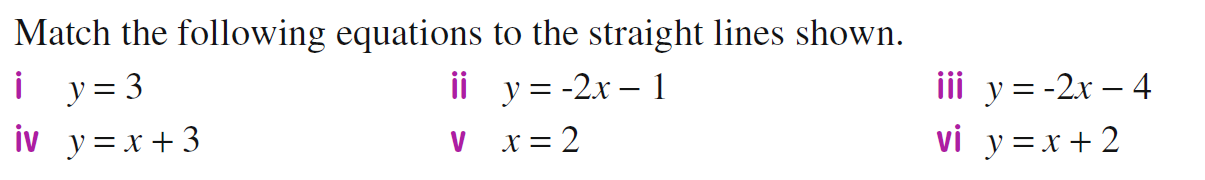 Match the following equations to the straight lines shown.
i y = 3 ii y = -2x – 1 iii y = -2x – 4
iv y = x + 3 v x = 2 vi y = x + 2